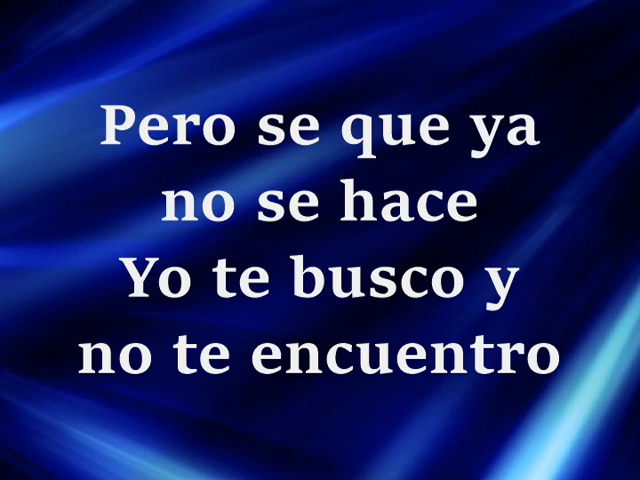 Pero se que ya
no se hace
Yo te busco y
no te encuentro